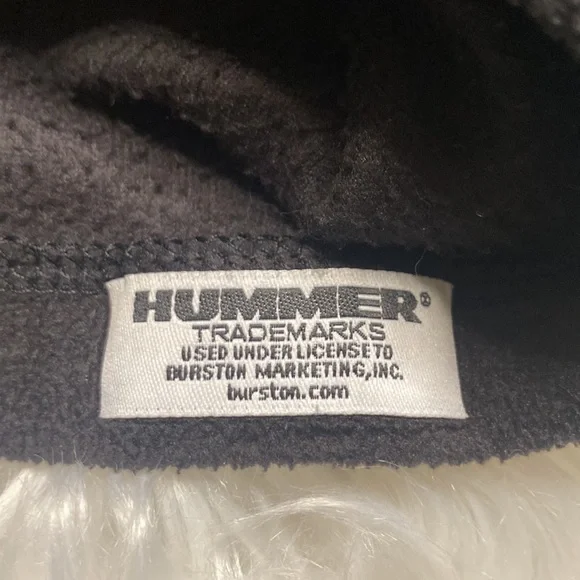 HUMMER®
TRADEMARKS
USED UNDER LICENSE TO
BURSTON MARKETING, INC.
burston.com